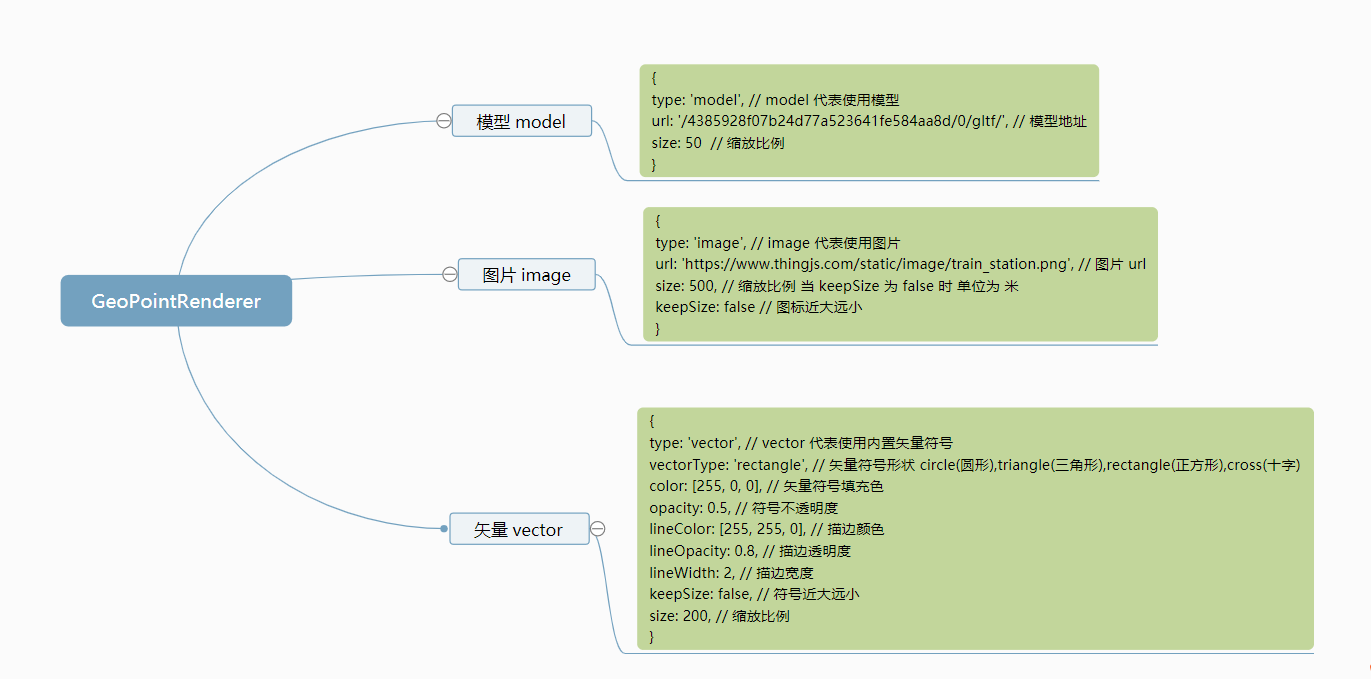 GeoPointRenderer
模型 model
{
type: 'model', // model 代表使用模型
url: '/4385928f07b24d77a523641fe584aa8d/0/gltf/', // 模型地址
size: 50  // 缩放比例
}
图片 image
{
type: 'image', // image 代表使用图片
url: 'https://www.thingjs.com/static/image/train_station.png', // 图片 url
size: 500, // 缩放比例 当 keepSize 为 false 时 单位为 米
keepSize: false // 图标近大远小
}
矢量 vector
{
type: 'vector', // vector 代表使用内置矢量符号
vectorType: 'rectangle', // 矢量符号形状 circle(圆形),triangle(三角形),rectangle(正方形),cross(十字)
color: [255, 0, 0], // 矢量符号填充色
opacity: 0.5, // 符号不透明度
lineColor: [255, 255, 0], // 描边颜色
lineOpacity: 0.8, // 描边透明度
lineWidth: 2, // 描边宽度
keepSize: false, // 符号近大远小
size: 200, // 缩放比例
}